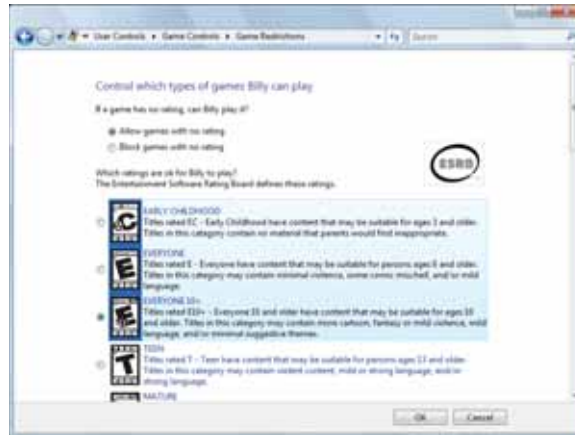 User Controls ▸ Game Controls ▸ Game Restrictions
Search
Control which types of games Billy can play
If a game has no rating, can Billy play it?
Allow games with no rating
Block games with no rating
ESRB
Which ratings are ok for Billy to play?
The Entertainment Software Rating Board defines these ratings.
EARLY CHILDHOOD
Titles rated EC - Early Childhood have content that may be suitable for ages 3 and older.
Titles in this category contain no material that parents would find inappropriate.
EVERYONE
Titles rated E - Everyone have content that may be suitable for persons ages 6 and older.
Titles in this category may contain minimal violence, some comic mischief, and/or mild
language.
EVERYONE 10+
Titles rated E10+ - Everyone 10 and older have content that may be suitable for ages 10
and older. Titles in this category may contain more cartoon, fantasy or mild violence, mild
language, and/or minimal suggestive themes.
TEEN
Titles rated T - Teen have content that may be suitable for persons ages 13 and older.
Titles in this category may contain violent content, mild or strong language, and/or
strong language.
MATURE
OK
Cancel